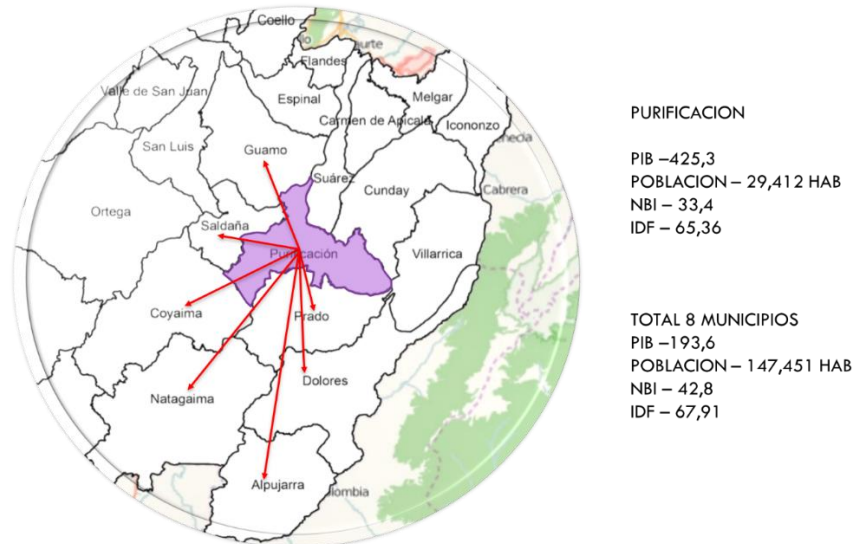 Coello
Flandes
Valle de San Juan
Espinal
Melgar
Carmen de Apicalá
Iconozo
San Luis
Guamo
Suárez
Cunday
Cabrera
Ortega
Saldaña
Purificación
Villarrica
Coyaima
Prado
Natagaima
Dolores
Alpujarra
PURIFICACION
PIB –425,3
POBLACION – 29,412 HAB
NBI – 33,4
IDF – 65,36
TOTAL 8 MUNICIPIOS
PIB –193,6
POBLACION – 147,451 HAB
NBI – 42,8
IDF – 67,91